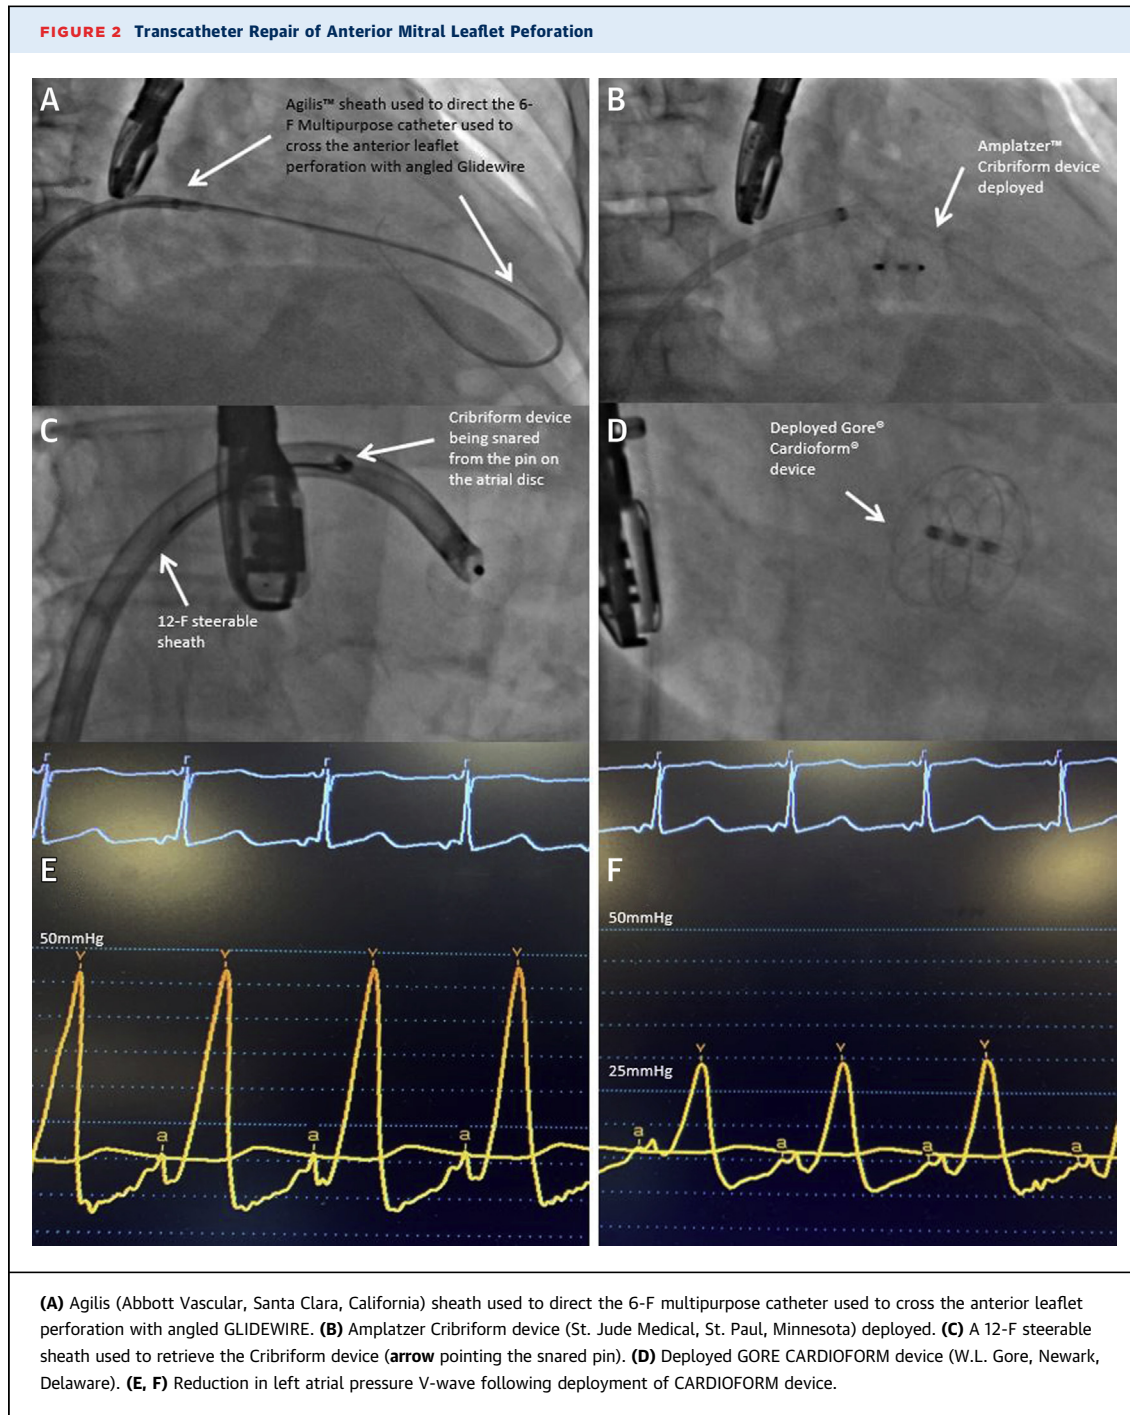 FIGURE 2 Transcatheter Repair of Anterior Mitral Leaflet Peforation
A
Agilis™ sheath used to direct the 6-
F Multipurpose catheter used to
cross the anterior leaflet
perforation with angled Glidewire
B
Amplatzer™
Cribriform device
deployed
C
Cribriform device
being snared
from the pin on
the atrial disc
12-F steerable
sheath
D
Deployed Gore®
Cardioform®
device
r r r r
E
50mmHg
v v v v
a a a
r r r r
F
50mmHg
v v v
25mmHg
a a a a
(A) Agilis (Abbott Vascular, Santa Clara, California) sheath used to direct the 6-F multipurpose catheter used to cross the anterior leaflet
perforation with angled GLIDEWIRE. (B) Amplatzer Cribriform device (St. Jude Medical, St. Paul, Minnesota) deployed. (C) A 12-F steerable
sheath used to retrieve the Cribriform device (arrow pointing the snared pin). (D) Deployed GORE CARDIOFORM device (W.L. Gore, Newark,
Delaware). (E, F) Reduction in left atrial pressure V-wave following deployment of CARDIOFORM device.